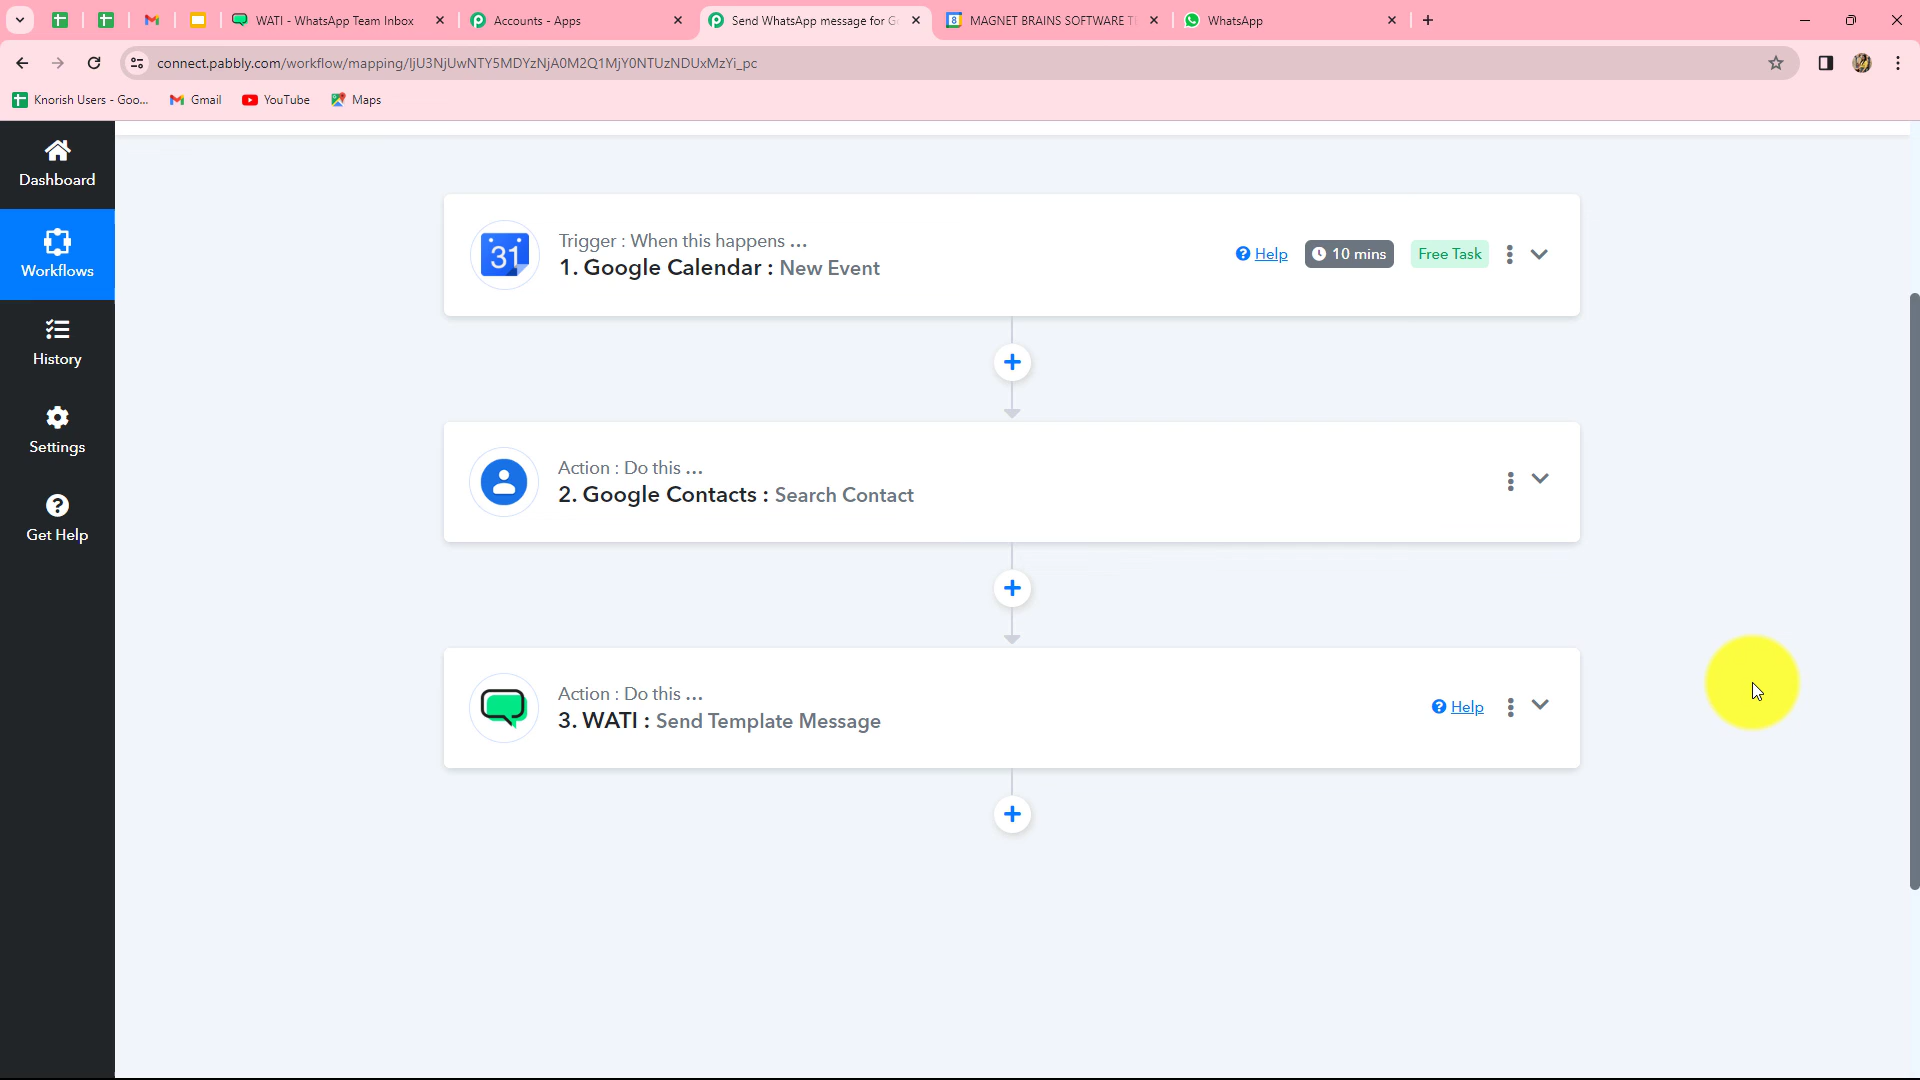 WATI - WhatsApp Team Inbox
Accounts - Apps
Send WhatsApp message for G
8
MAGNET BRAINS SOFTWARE T
WhatsApp
connect.pabbly.com/workflow/mapping/IjU3NjUwNTY5MDYzNjA0M2Q1MjY0NTUzNDUxMzYi_pc
Knorish Users - Goo...
Gmail
YouTube
Maps
Dashboard
Workflows
History
Settings
Get Help
31
Trigger : When this happens ...
1. Google Calendar : New Event
Help
10 mins
Free Task
Action : Do this ...
2. Google Contacts : Search Contact
Action : Do this ...
3. WATI : Send Template Message
Help